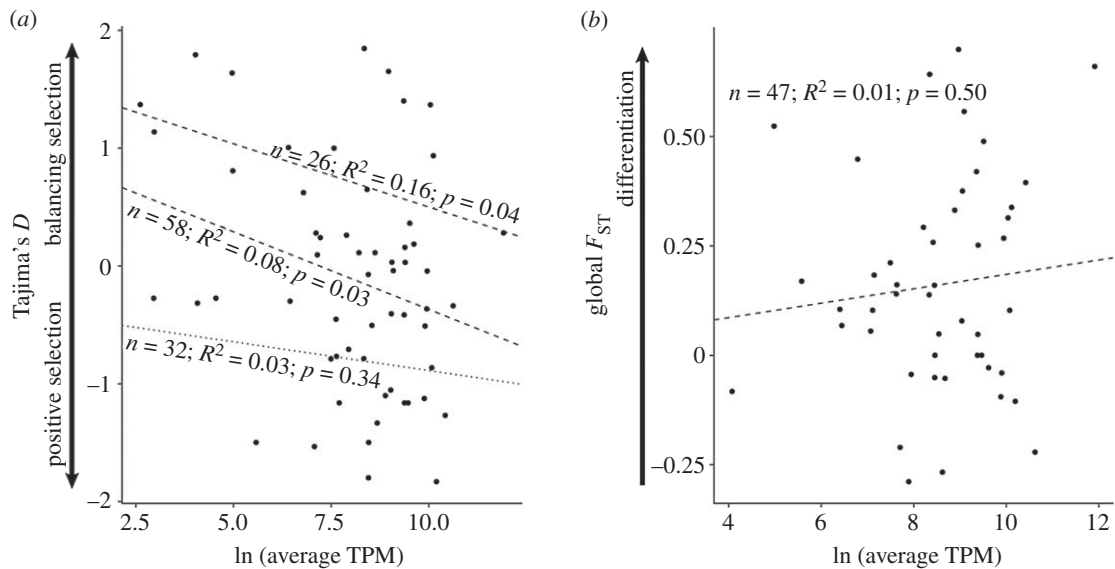 (a)
2
1
0
−1
−2
Tajima's D
balancing selection
positive selection
n = 26; R² = 0.16; p = 0.04
n = 58; R² = 0.08; p = 0.03
n = 32; R² = 0.03; p = 0.34
2.5 5.0 7.5 10.0
ln (average TPM)
(b)
0.50
0.25
0
−0.25
global FST
differentiation
n = 47; R² = 0.01; p = 0.50
4 6 8 10 12
ln (average TPM)